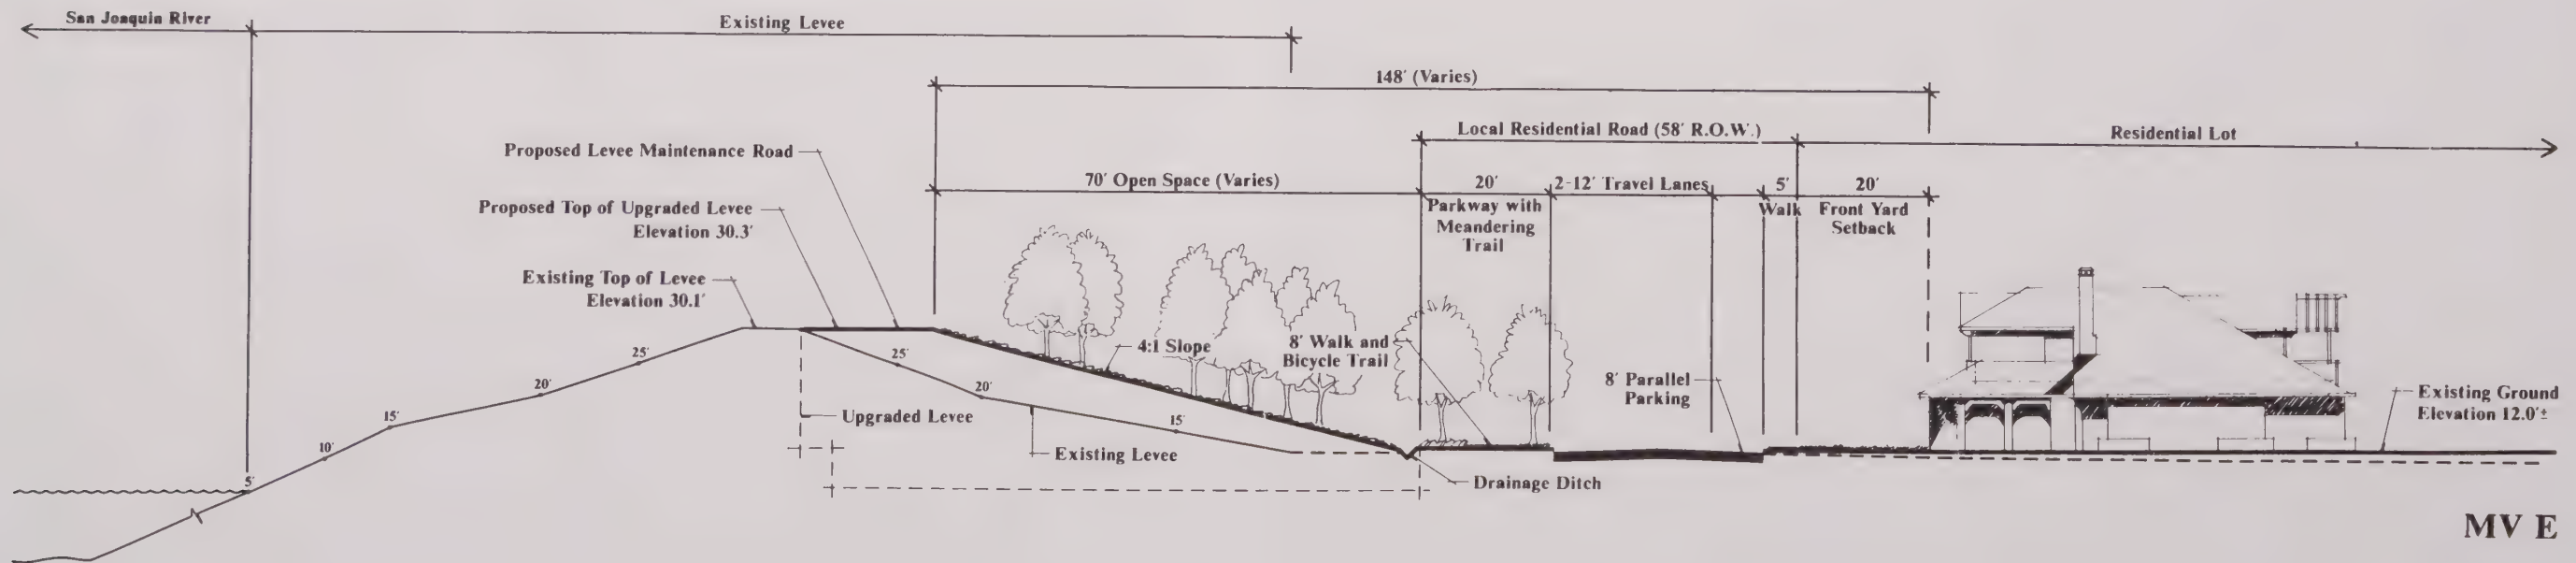 San Joaquin River
Existing Levee
148′ (Varies)
Local Residential Road (58′ R.O.W.)
Residential Lot
Proposed Levee Maintenance Road
70′ Open Space (Varies)
20′
2-12′ Travel Lanes
5′
20′
Walk
Parkway with
Meandering
Trail
Front Yard
Setback
Proposed Top of Upgraded Levee
Elevation 30.3′
Existing Top of Levee
Elevation 30.1′
4:1 Slope
8′ Walk and
Bicycle Trail
8′ Parallel
Parking
Existing Ground
Elevation 12.0′±
5′
10′
15′
20′
25′
25′
20′
15′
Upgraded Levee
Existing Levee
Drainage Ditch
MV E